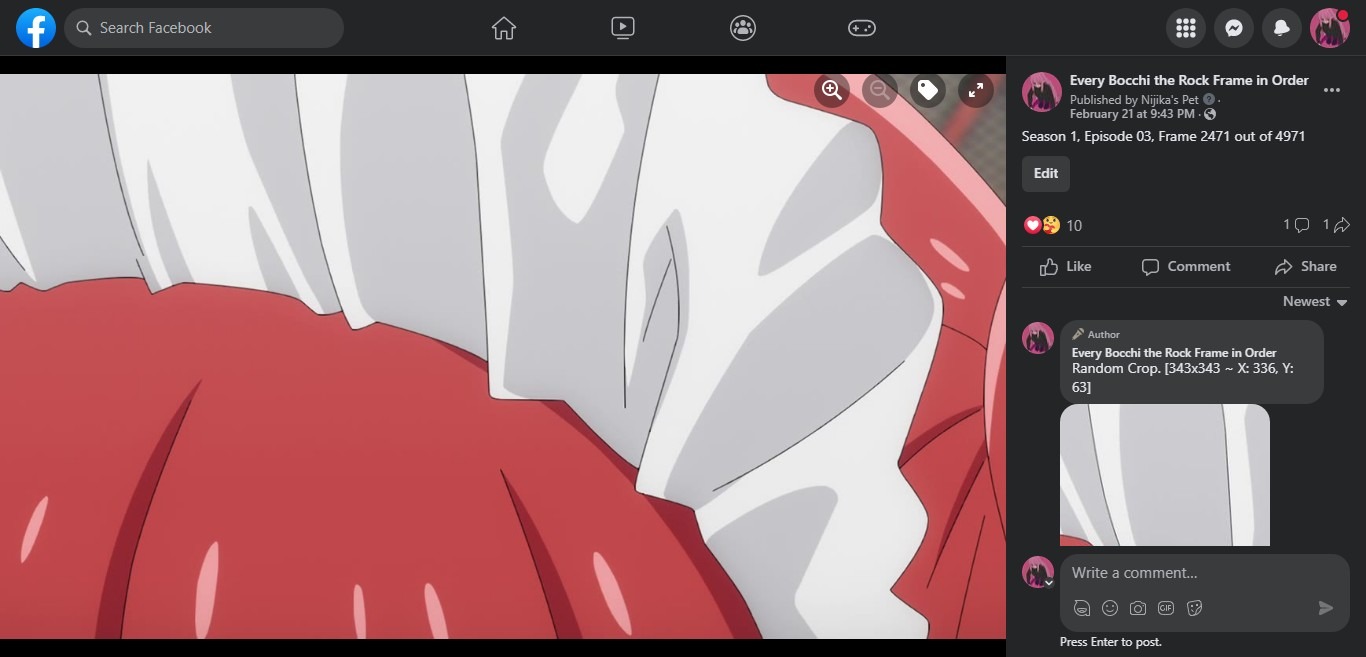 Search Facebook
Every Bocchi the Rock Frame in Order
Published by Nijika's Pet ? ·
February 21 at 9:43 PM ·
Season 1, Episode 03, Frame 2471 out of 4971
Edit
10
1
1
Like
Comment
Share
Newest
Author
Every Bocchi the Rock Frame in Order
Random Crop. [343x343 ~ X: 336, Y:
63]
Write a comment...
GIF
Press Enter to post.